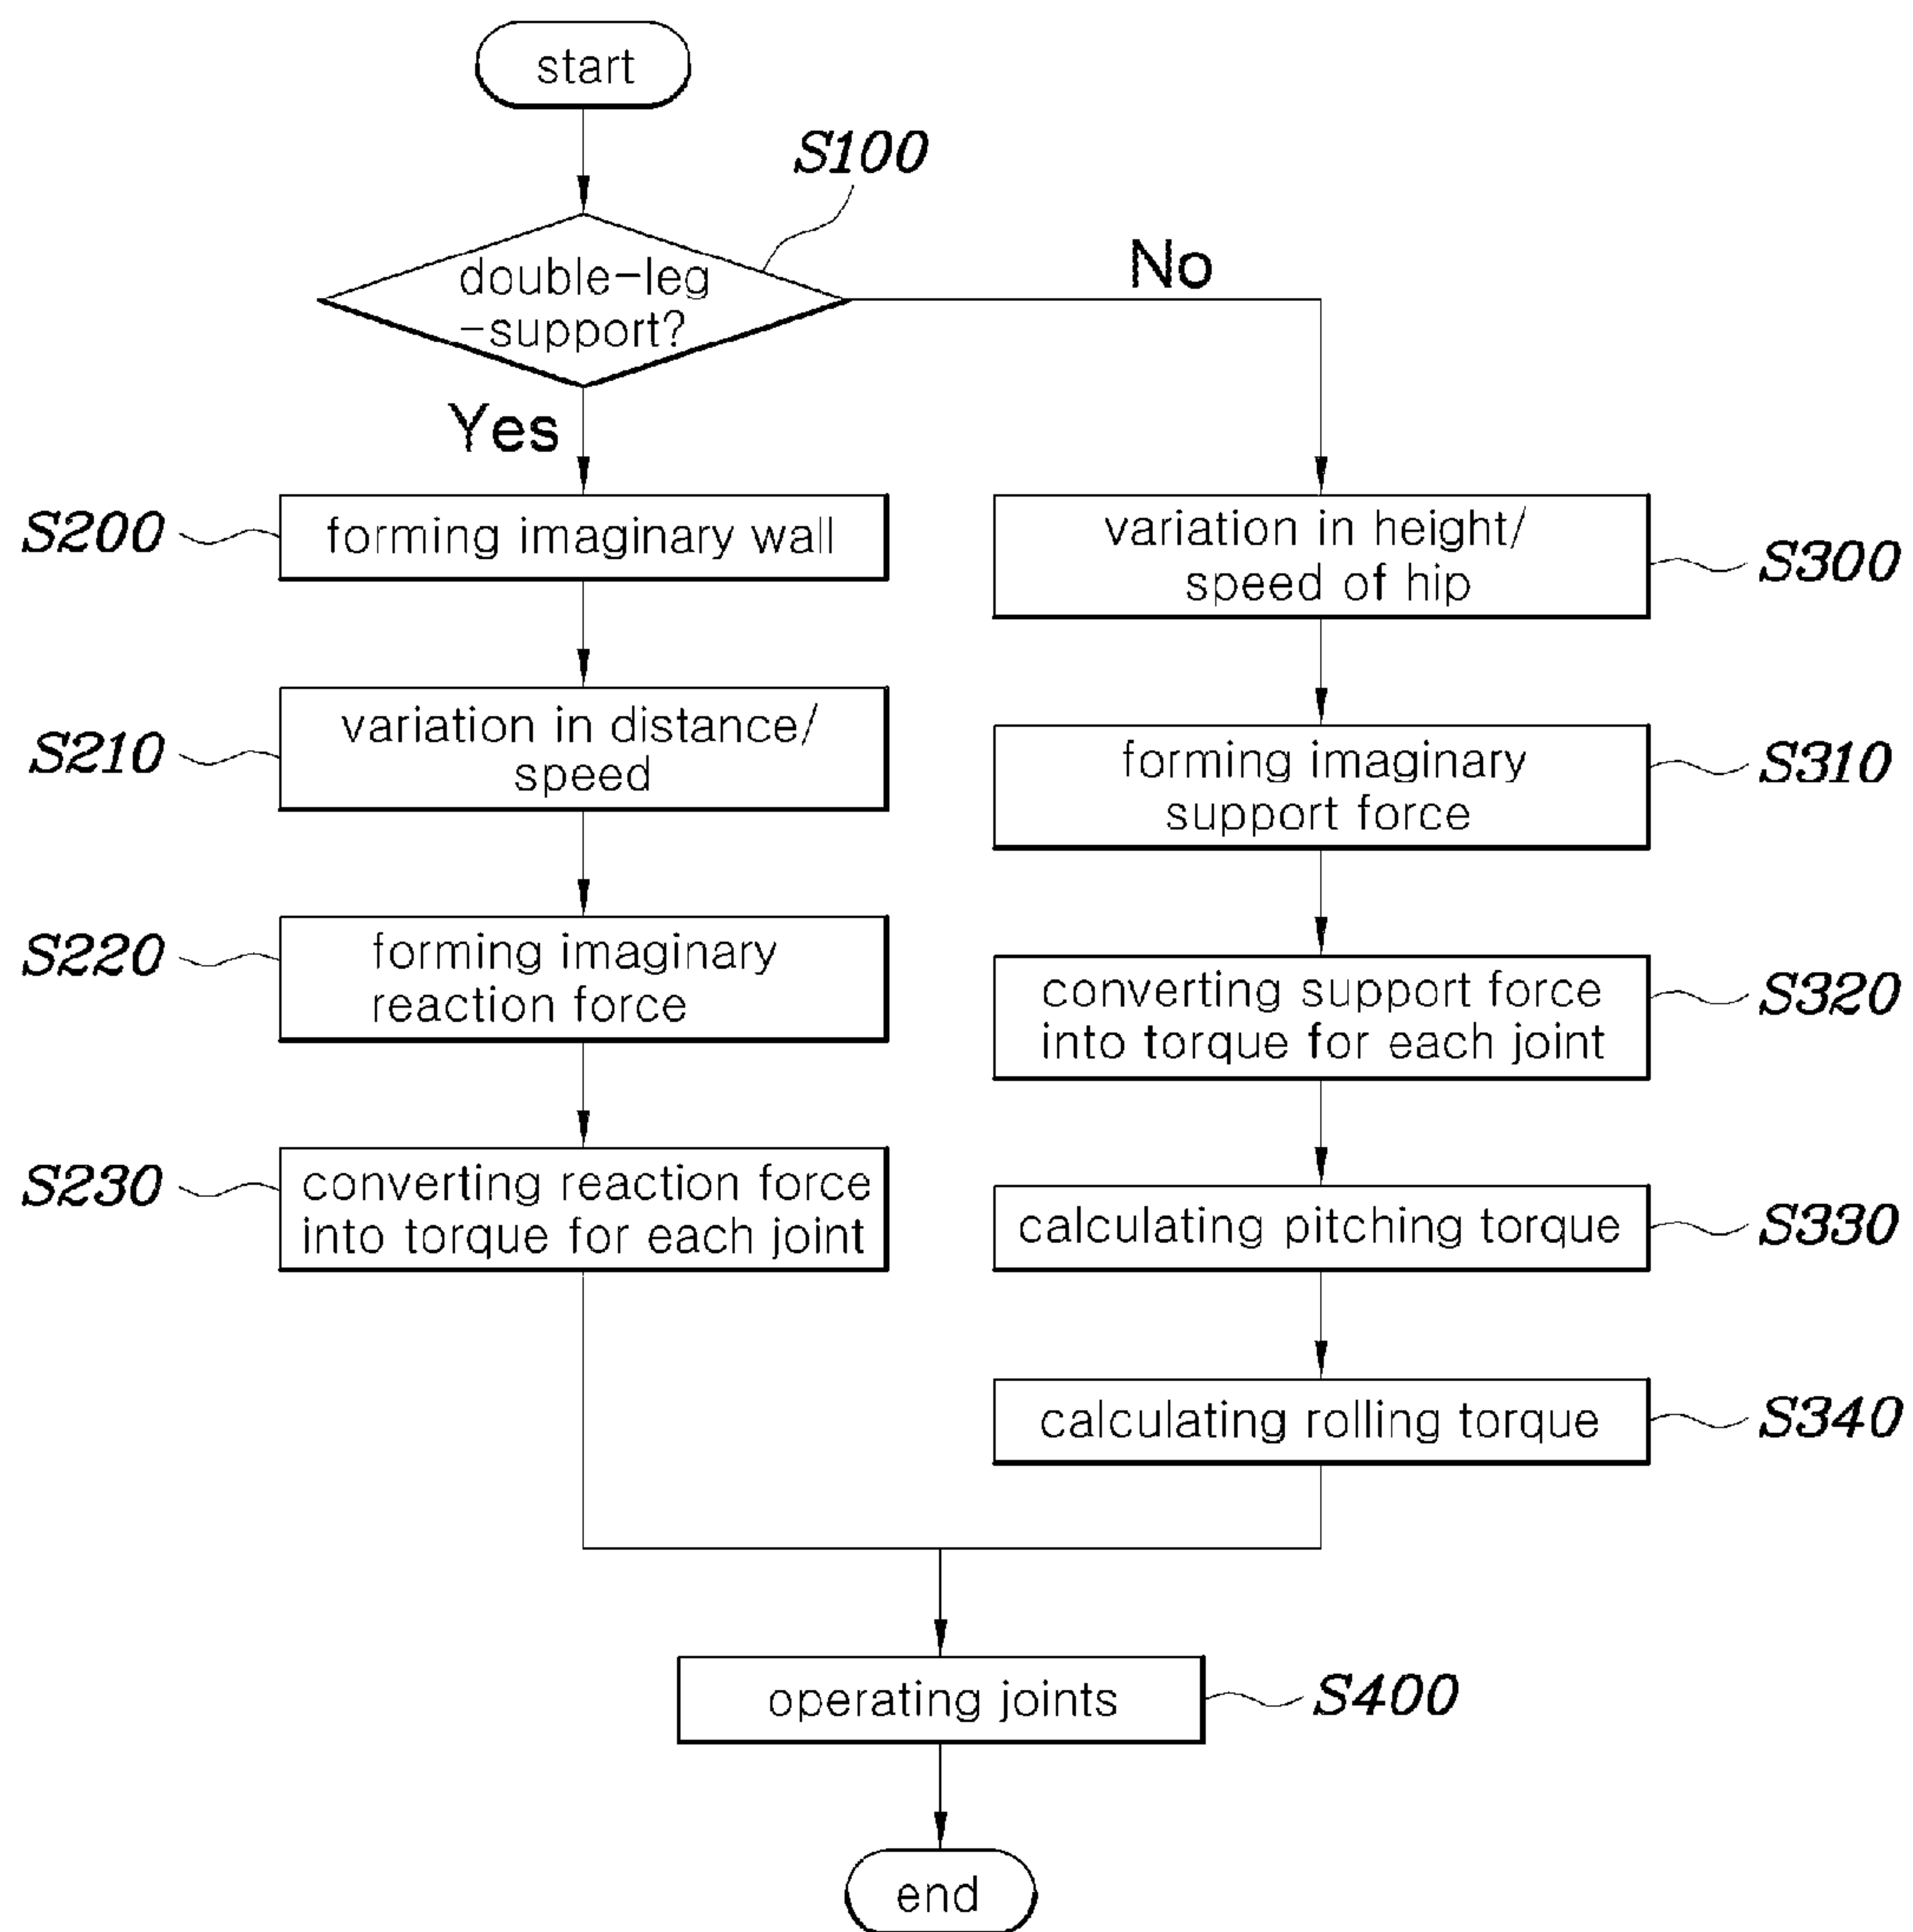 start
S100
double-leg
-support?
No
Yes
S200
forming imaginary wall
S210
variation in distance/
speed
S220
forming imaginary
reaction force
S230
converting reaction force
into torque for each joint
variation in height/
speed of hip
S300
forming imaginary
support force
S310
converting support force
into torque for each joint
S320
calculating pitching torque
S330
calculating rolling torque
S340
operating joints
S400
end